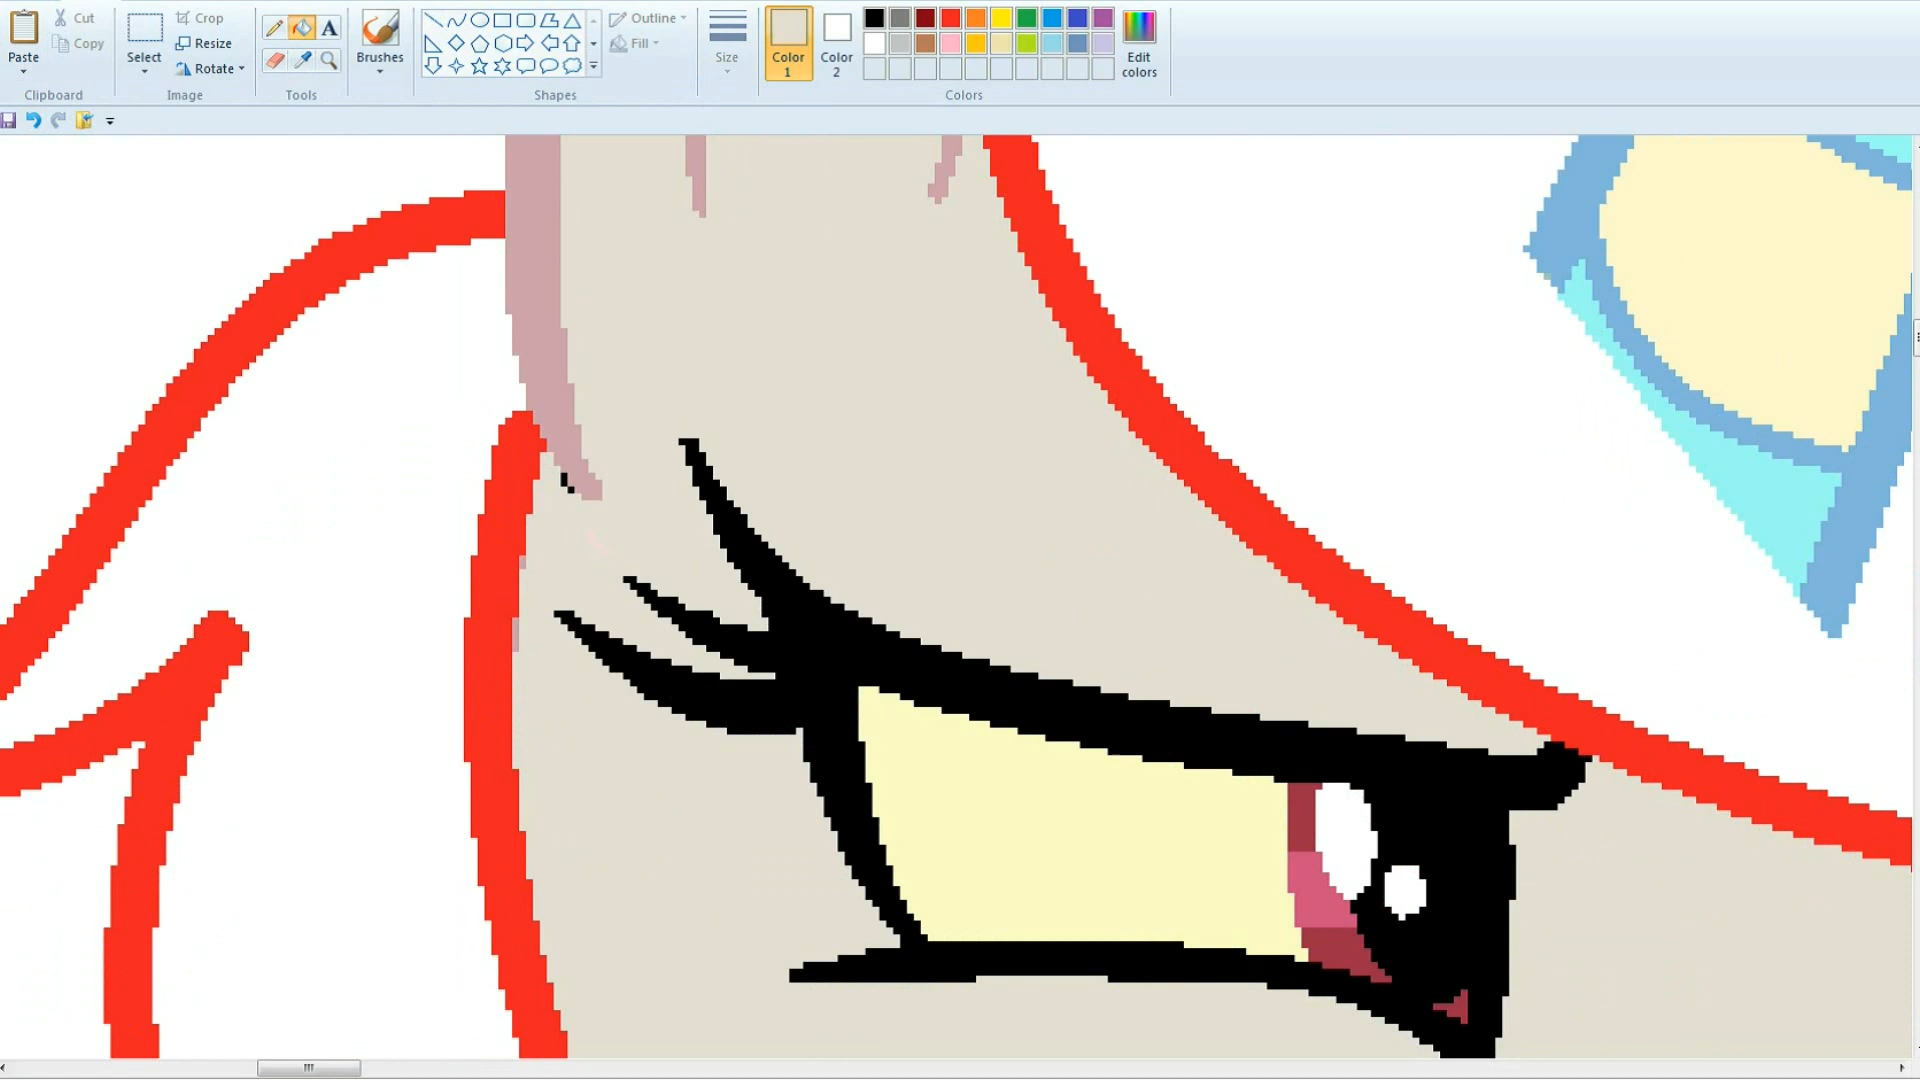 Paste
Cut
Copy
Clipboard
Select
Crop
Resize
Rotate
Image
A
Tools
Brushes
Shapes
Outline
Fill
Size
Color
1
Color
2
Edit
colors
Colors